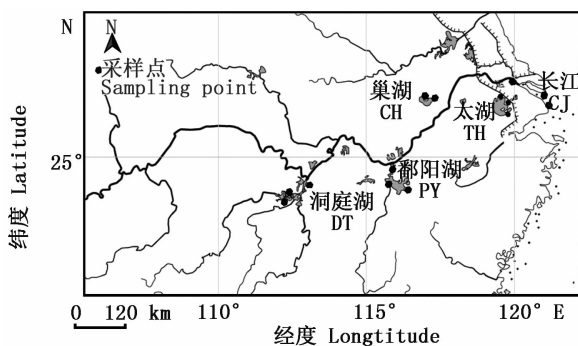 N
N
采样点
Sampling point
长江
CJ
巢湖
CH
太湖
TH
25°
鄱阳湖
PY
洞庭湖
DT
纬度 Latitude
0 120 km
110°
115°
120° E
经度 Longtitude